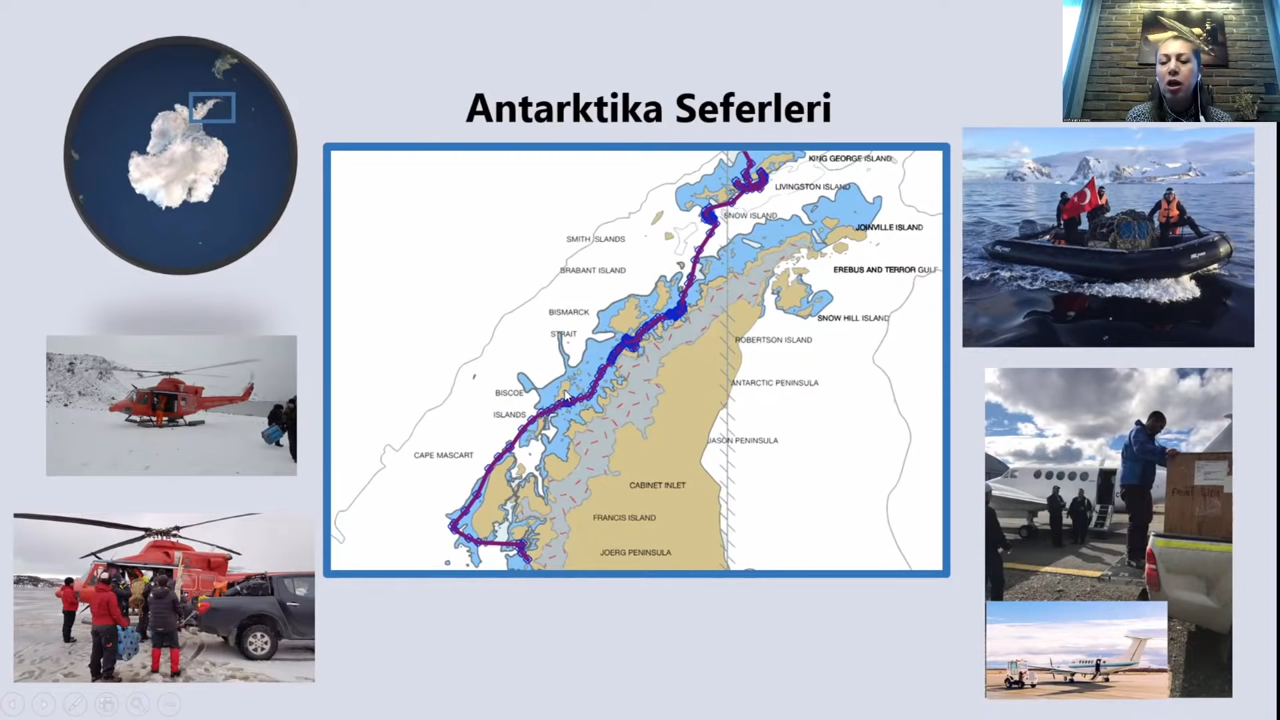 Antarktika Seferleri
KING GEORGE ISLAND
LIVINGSTON ISLAND
SNOW ISLAND
JOINVILLE ISLAND
SMITH ISLANDS
BRABANT ISLAND
EREBUS AND TERROR GULF
BISMARCK
STRAIT
SNOW HILL ISLAND
ROBERTSON ISLAND
ANTARCTIC PENINSULA
BISCOE
ISLANDS
JASON PENINSULA
CAPE MASCART
CABINET INLET
FRANCIS ISLAND
JOERG PENINSULA